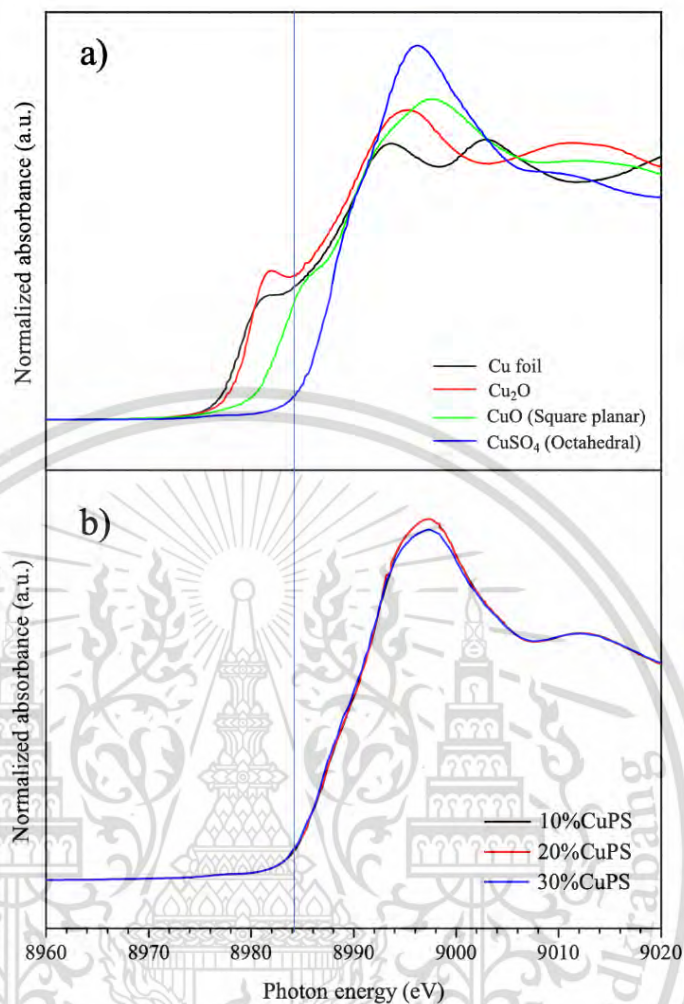 a)
Normalized absorbance (a.u.)
Cu foil
Cu₂O
CuO (Square planar)
CuSO₄ (Octahedral)
b)
Normalized absorbance (a.u.)
10%CuPS
20%CuPS
30%CuPS
8960 8970 8980 8990 9000 9010 9020
Photon energy (eV)